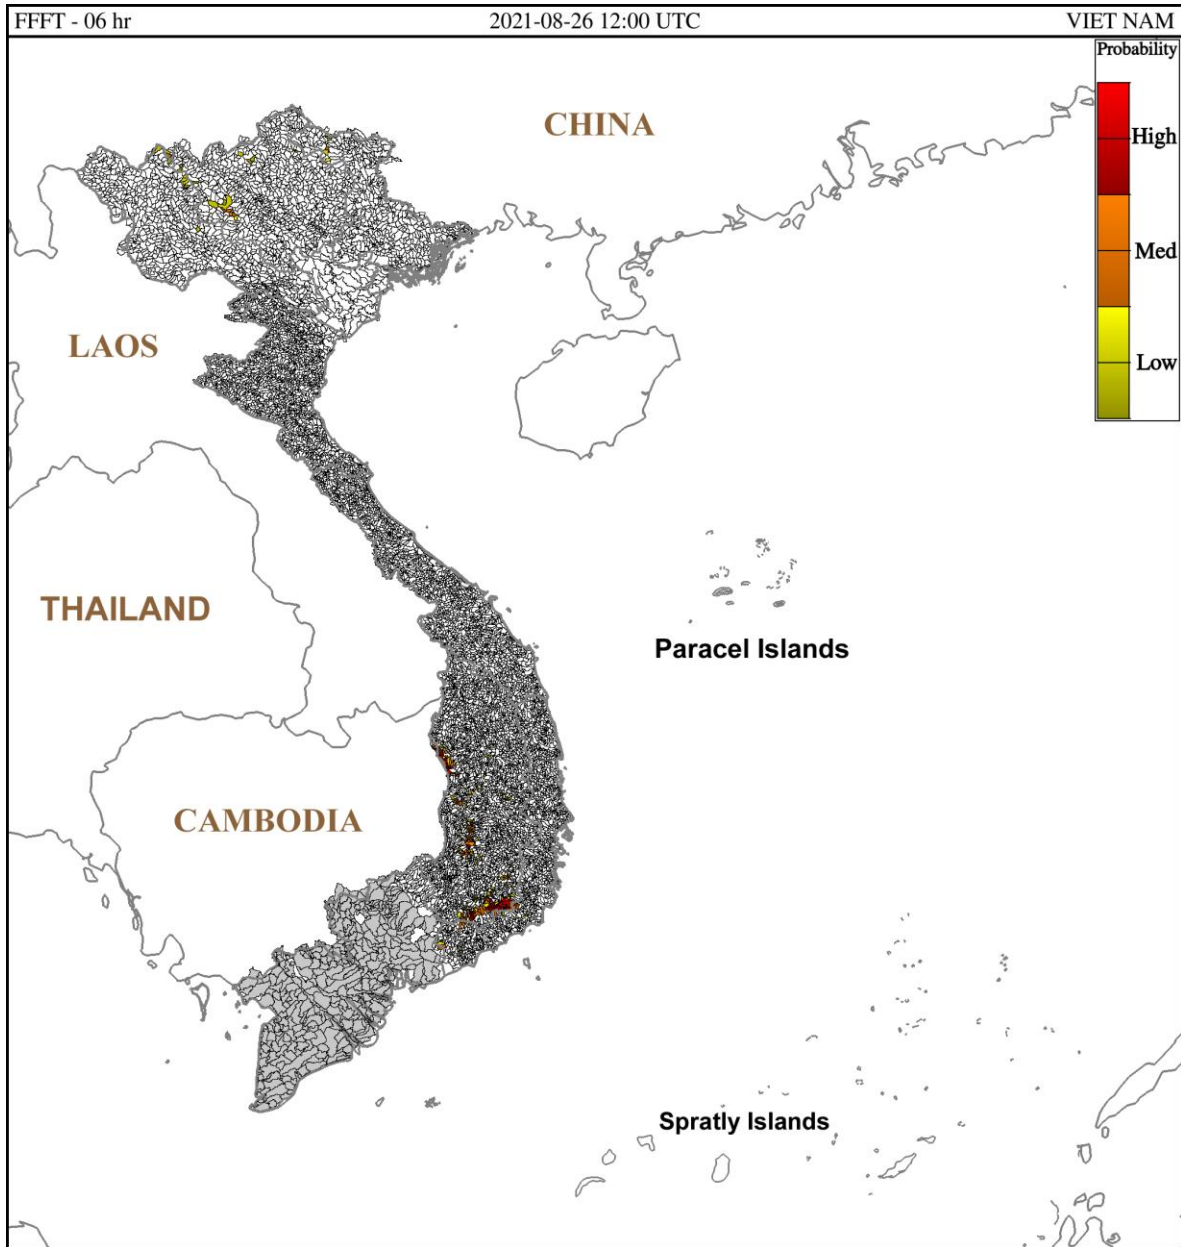 FFFT - 06 hr 2021-08-26 12:00 UTC VIET NAM
Probability
CHINA
High
Med
LAOS
Low
THAILAND
Paracel Islands
CAMBODIA
Spratly Islands